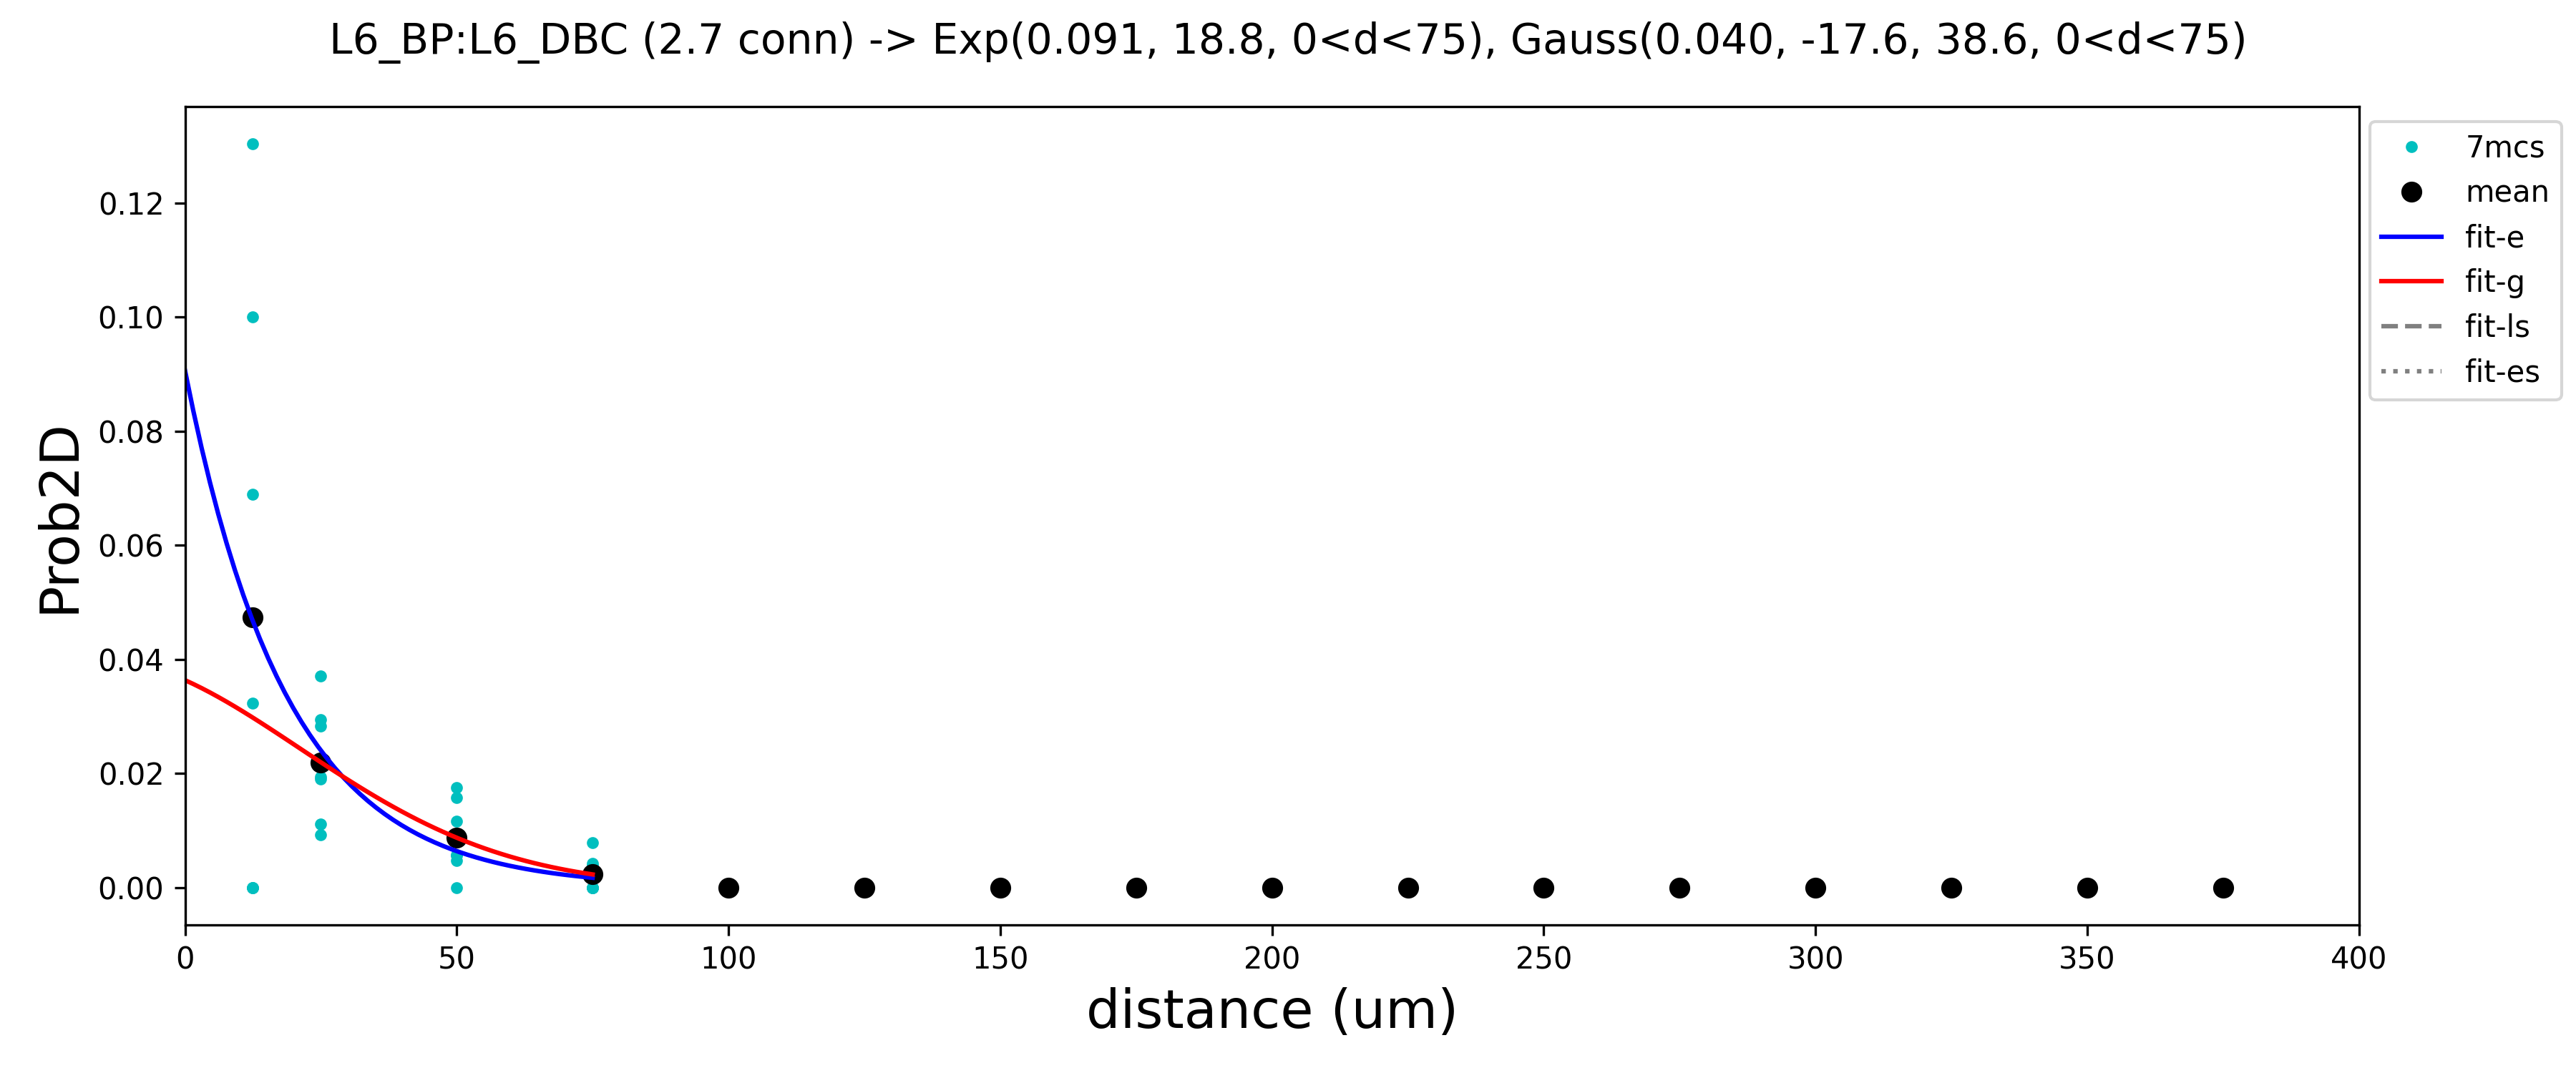 L6_BP:L6_DBC (2.7 conn) -> Exp(0.091, 18.8, 0<d<75), Gauss(0.040, -17.6, 38.6, 0<d<75)
Prob2D
0.12
0.10
0.08
0.06
0.04
0.02
0.00
0 50 100 150 200 250 300 350 400
distance (um)
7mcs
mean
fit-e
fit-g
fit-ls
fit-es